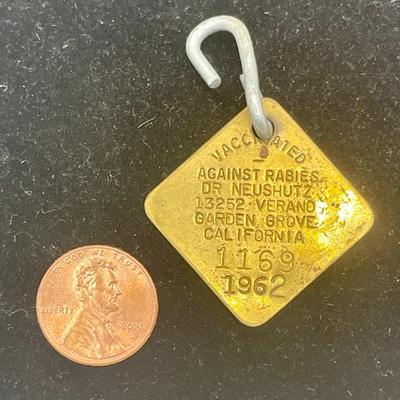 VACCINATED
AGAINST RABIES
DR NEUSHUTZ
13252 VERANO
GARDEN GROVE
CALIFORNIA
1169
1962
IN GOD WE TRUST
LIBERTY
2020